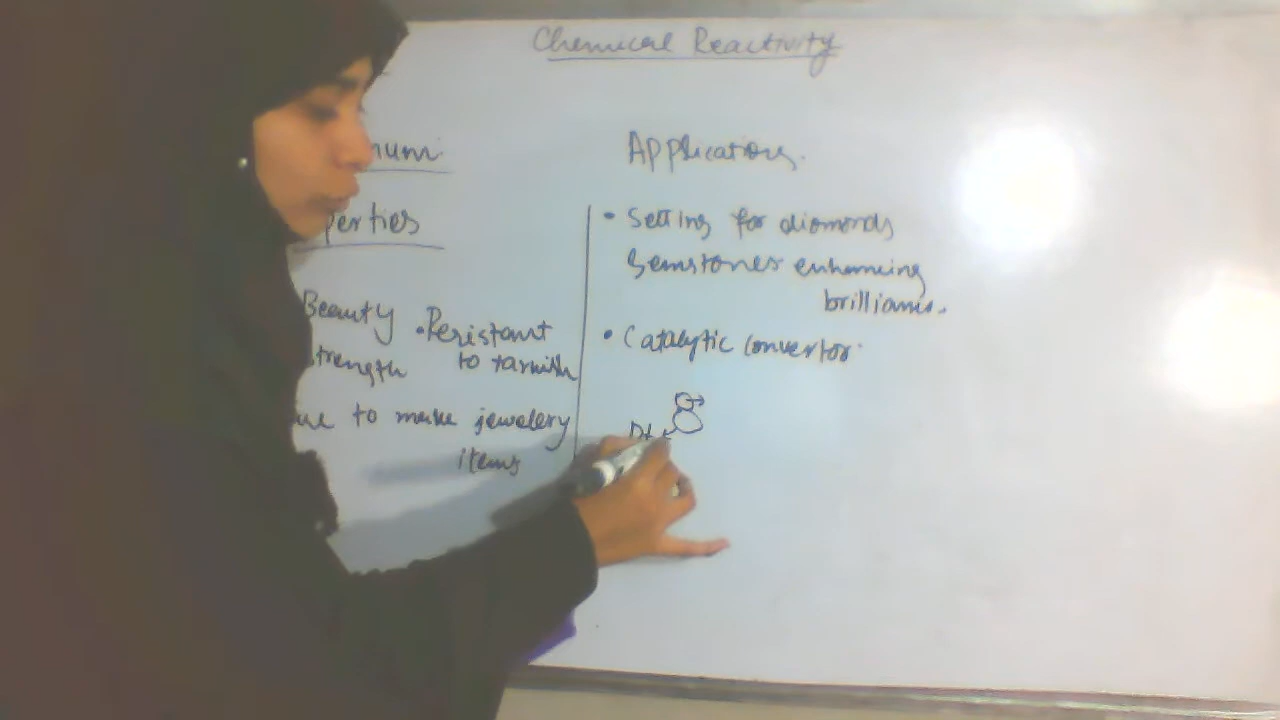 Chemical Reactivity
num
perties
Beauty • Resistant
trength to tarnish
ue to make jewelery
items
Applications.
• Setting for diamonds
Gemstones enhancing
• Catalytic convertor.